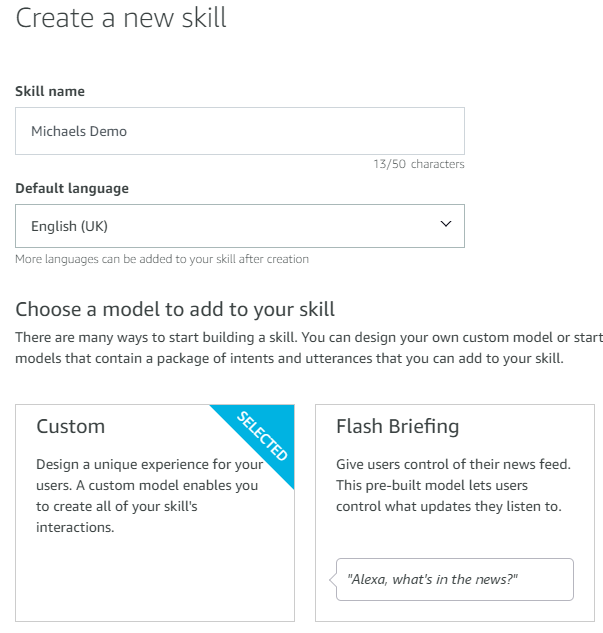 Create a new skill
Skill name
Michaels Demo
13/50 characters
Default language
English (UK)
More languages can be added to your skill after creation
Choose a model to add to your skill
There are many ways to start building a skill. You can design your own custom model or start
models that contain a package of intents and utterances that you can add to your skill.
Custom
SELECTED
Design a unique experience for your
users. A custom model enables you
to create all of your skill's
interactions.
Flash Briefing
Give users control of their news feed.
This pre-built model lets users
control what updates they listen to.
"Alexa, what's in the news?"